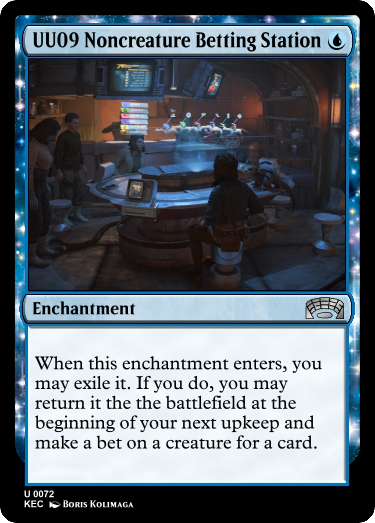 UU09 Noncreature Betting Station
Enchantment
When this enchantment enters, you
may exile it. If you do, you may
return it the the battlefield at the
beginning of your next upkeep and
make a bet on a creature for a card.
U 0072
KEC Boris Kolimaga